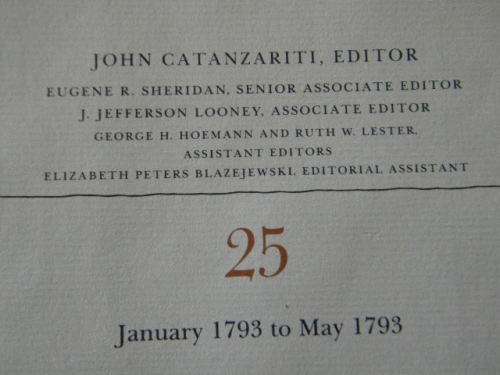 JOHN CATANZARITI, EDITOR
EUGENE R. SHERIDAN, SENIOR ASSOCIATE EDITOR
J. JEFFERSON LOONEY, ASSOCIATE EDITOR
GEORGE H. HOEMANN AND RUTH W. LESTER,
ASSISTANT EDITORS
ELIZABETH PETERS BLAZEJEWSKI, EDITORIAL ASSISTANT
25
January 1793 to May 1793